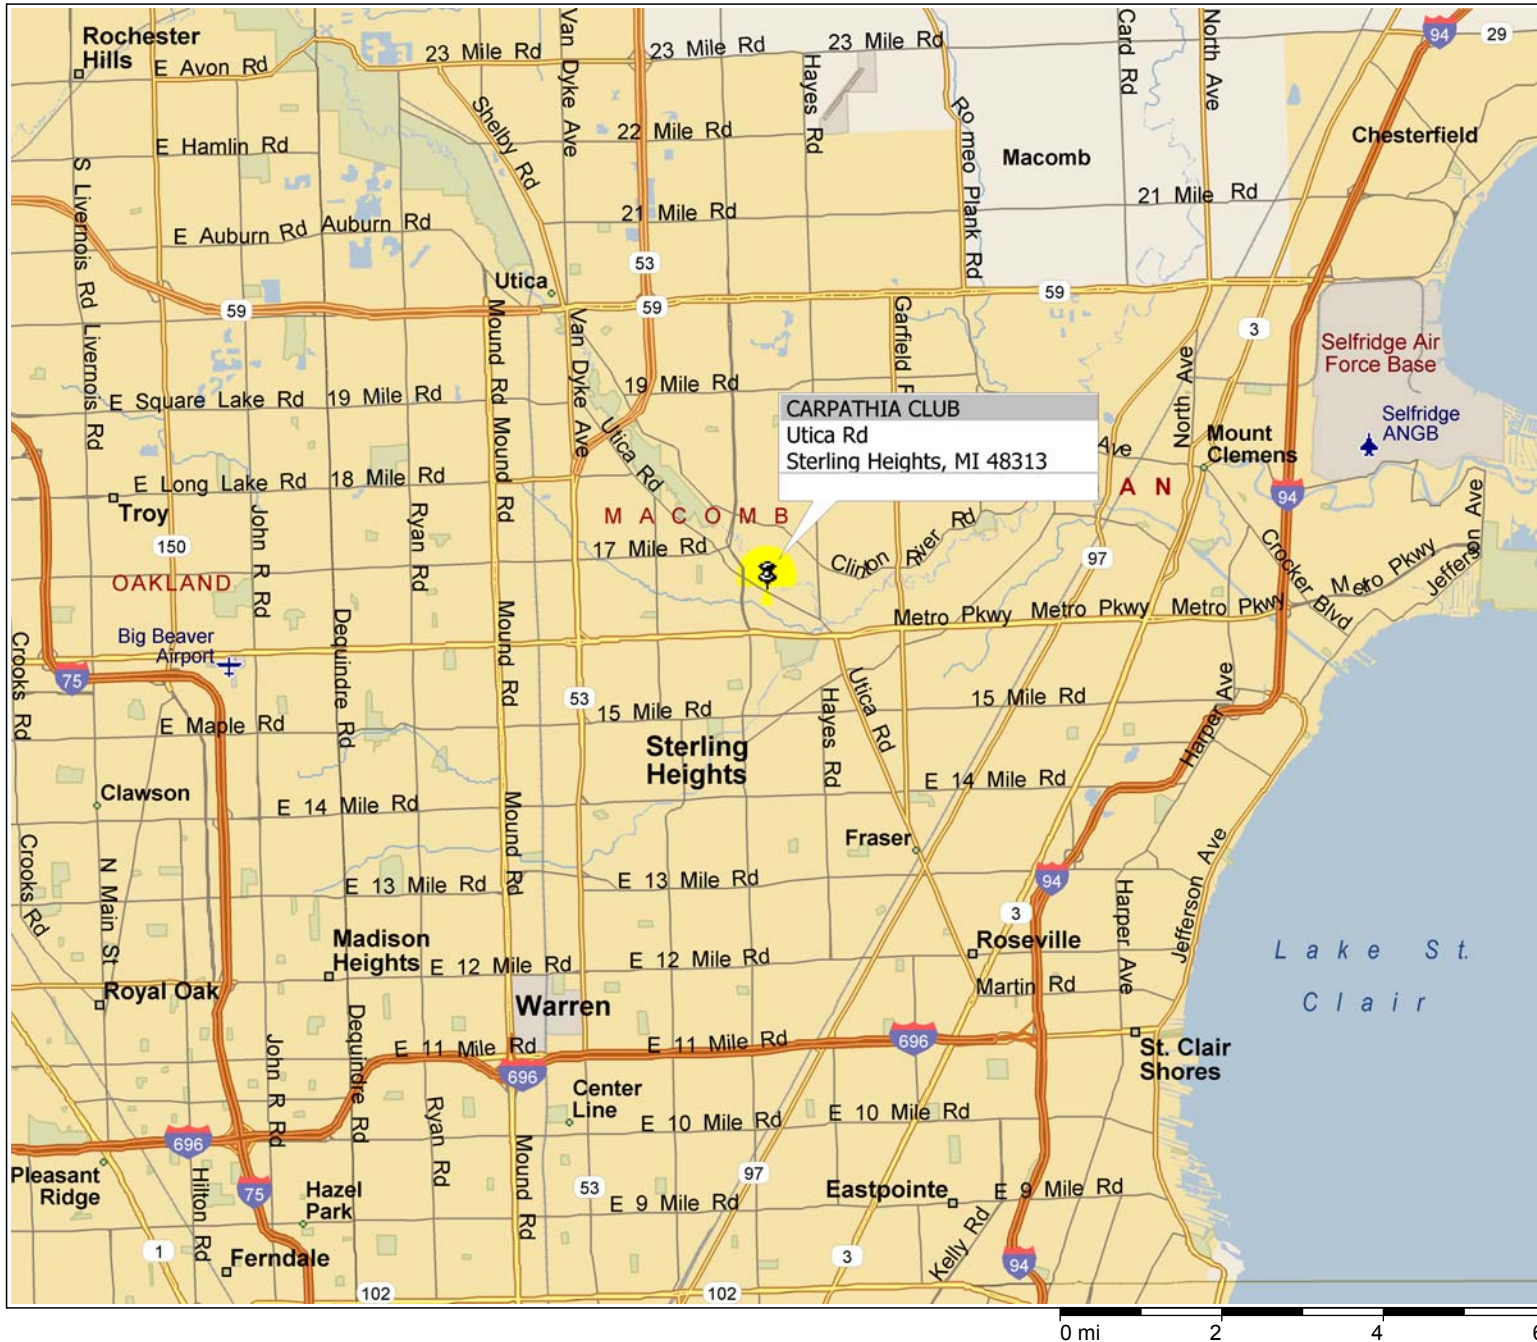 Rochester
Hills
E Avon Rd
23 Mile Rd
Van Dyke Ave
23 Mile Rd
23 Mile Rd
Hayes Rd
Card Rd
North Ave
94
29
Shelby Rd
22 Mile Rd
Romeo Plank Rd
Macomb
Chesterfield
E Hamlin Rd
S Livernois Rd
21 Mile Rd
21 Mile Rd
E Auburn Rd
Auburn Rd
53
Utica
59
59
59
3
Mound Rd
Van Dyke Ave
Garfield R
Selfridge Air
Force Base
Livernois Rd
North Ave
E Square Lake Rd
19 Mile Rd
19 Mile Rd
CARPATHIA CLUB
Utica Rd
Sterling Heights, MI 48313
Selfridge
ANGB
Mound Rd
Utica Rd
Ave
Mount
Clemens
E Long Lake Rd
18 Mile Rd
Troy
A N
94
MACOMB
John R Rd
Ryan Rd
150
17 Mile Rd
Clinton River Rd
97
Crocker Blvd
Metro Pkwy
Jefferson Ave
OAKLAND
Dequindre Rd
Mound Rd
Metro Pkwy
Metro Pkwy
Metro Pkwy
Big Beaver
Airport
Crooks Rd
75
53
Hayes Rd
Utica Rd
15 Mile Rd
Harper Ave
E Maple Rd
15 Mile Rd
Sterling
Heights
E 14 Mile Rd
Clawson
E 14 Mile Rd
Mound Rd
Fraser
Crooks Rd
N Main St
E 13 Mile Rd
E 13 Mile Rd
94
Harper Ave
Jefferson Ave
3
Madison
Heights
E 12 Mile Rd
E 12 Mile Rd
Roseville
Lake St.
Clair
Royal Oak
Warren
Martin Rd
John R Rd
Dequindre Rd
E 11 Mile Rd
E 11 Mile Rd
696
696
St. Clair
Shores
Center
Line
Ryan Rd
E 10 Mile Rd
E 10 Mile Rd
696
Mound Rd
Pleasant
Ridge
Hilton Rd
75
Hazel
Park
53
97
E 9 Mile Rd
Eastpointe
E 9 Mile Rd
1
Ferndale
3
Kelly Rd
94
102
102
0 mi
2
4
6